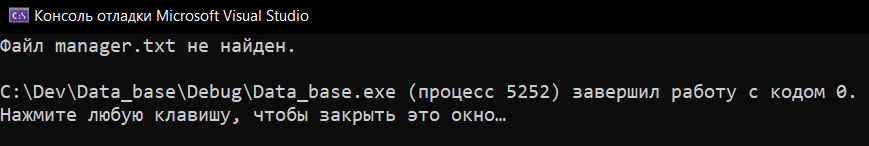 Консоль отладки Microsoft Visual Studio
Файл manager.txt не найден.
C:\Dev\Data_base\Debug\Data_base.exe (процесс 5252) завершил работу с кодом 0.
Нажмите любую клавишу, чтобы закрыть это окно…